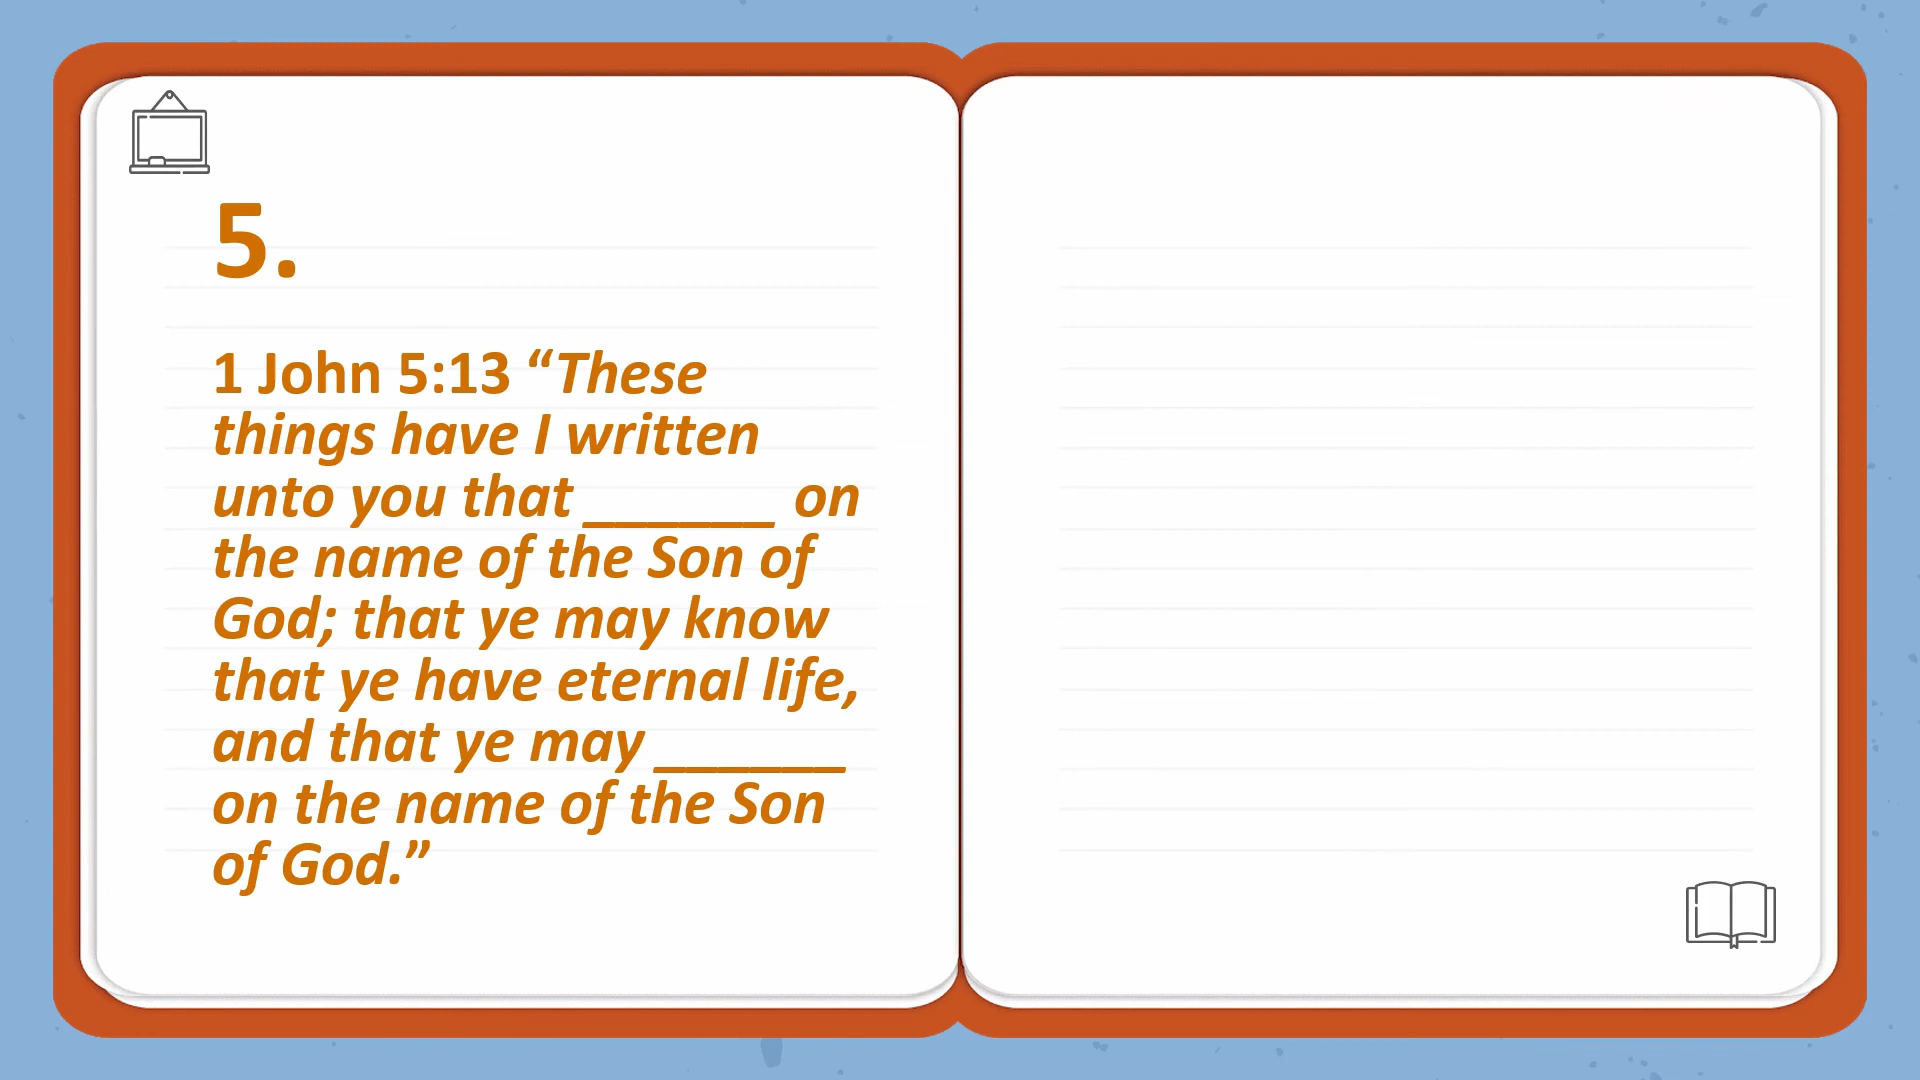 5.
1 John 5:13 “These
things have I written
unto you that ______ on
the name of the Son of
God; that ye may know
that ye have eternal life,
and that ye may ______
on the name of the Son
of God.”